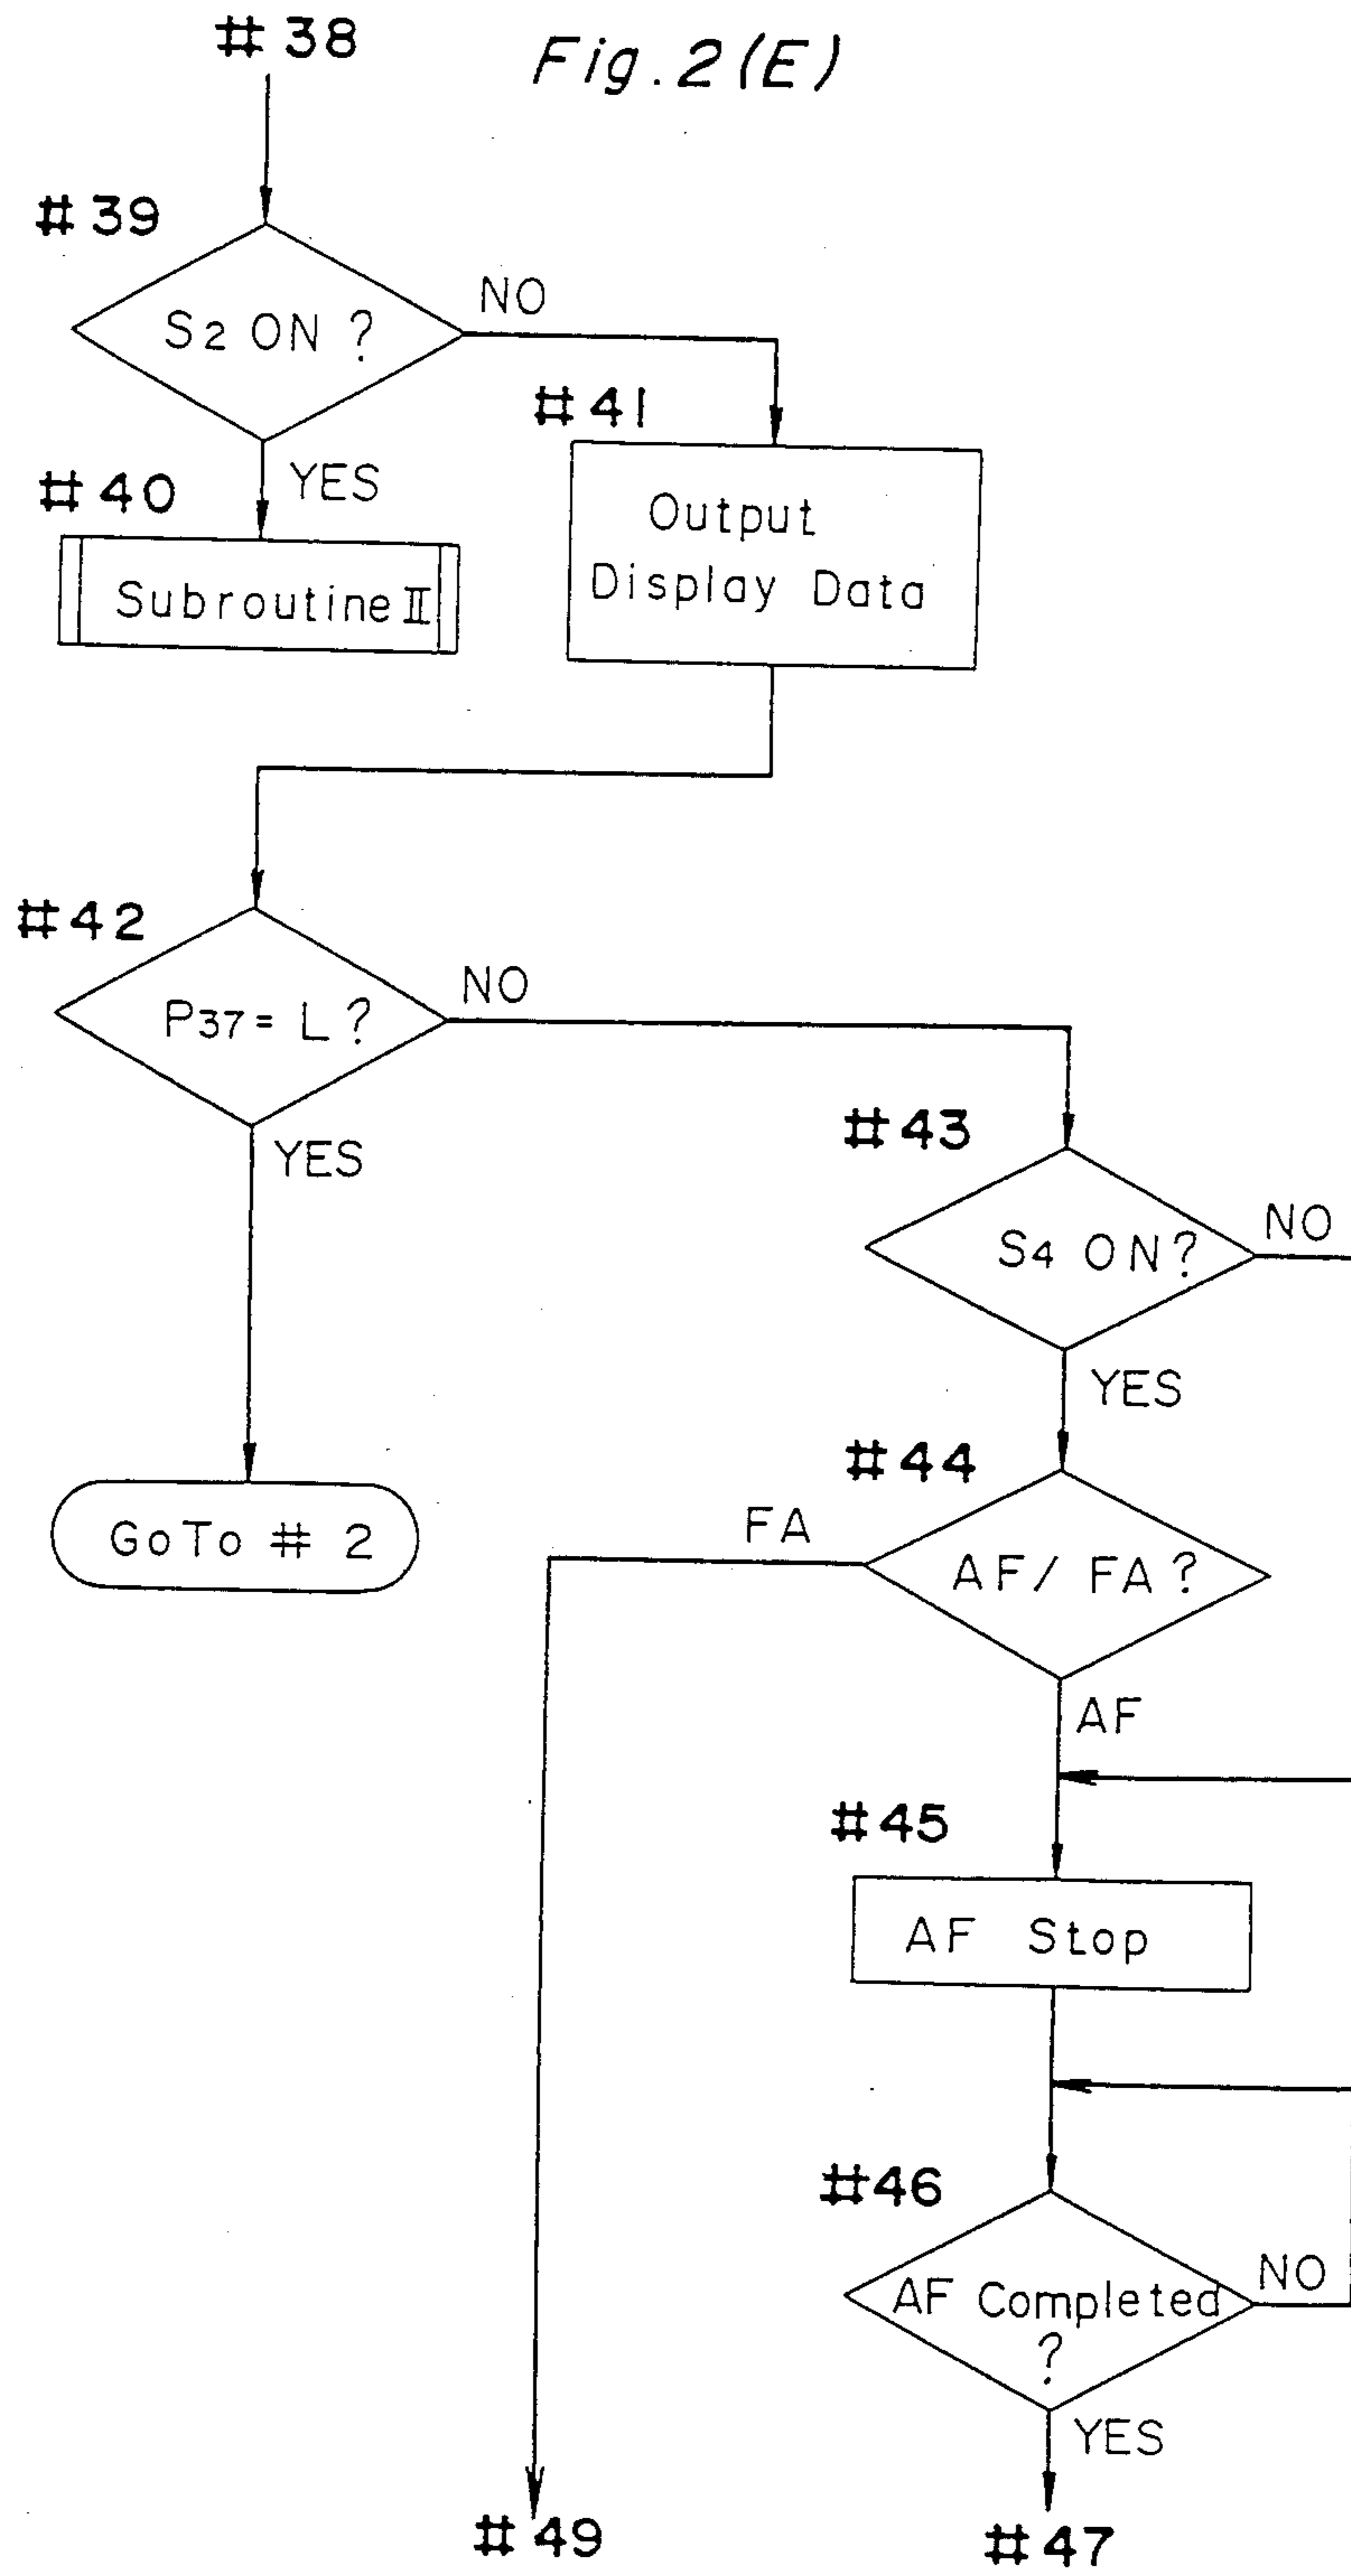 #38
Fig. 2(E)
#39
S2 ON ?
NO
YES
#40
Subroutine II
#41
Output
Display Data
#42
P37 = L ?
NO
YES
GoTo # 2
#43
S4 ON ?
NO
YES
#44
AF / FA ?
FA
AF
#45
AF Stop
#46
AF Completed
?
NO
YES
#49
#47